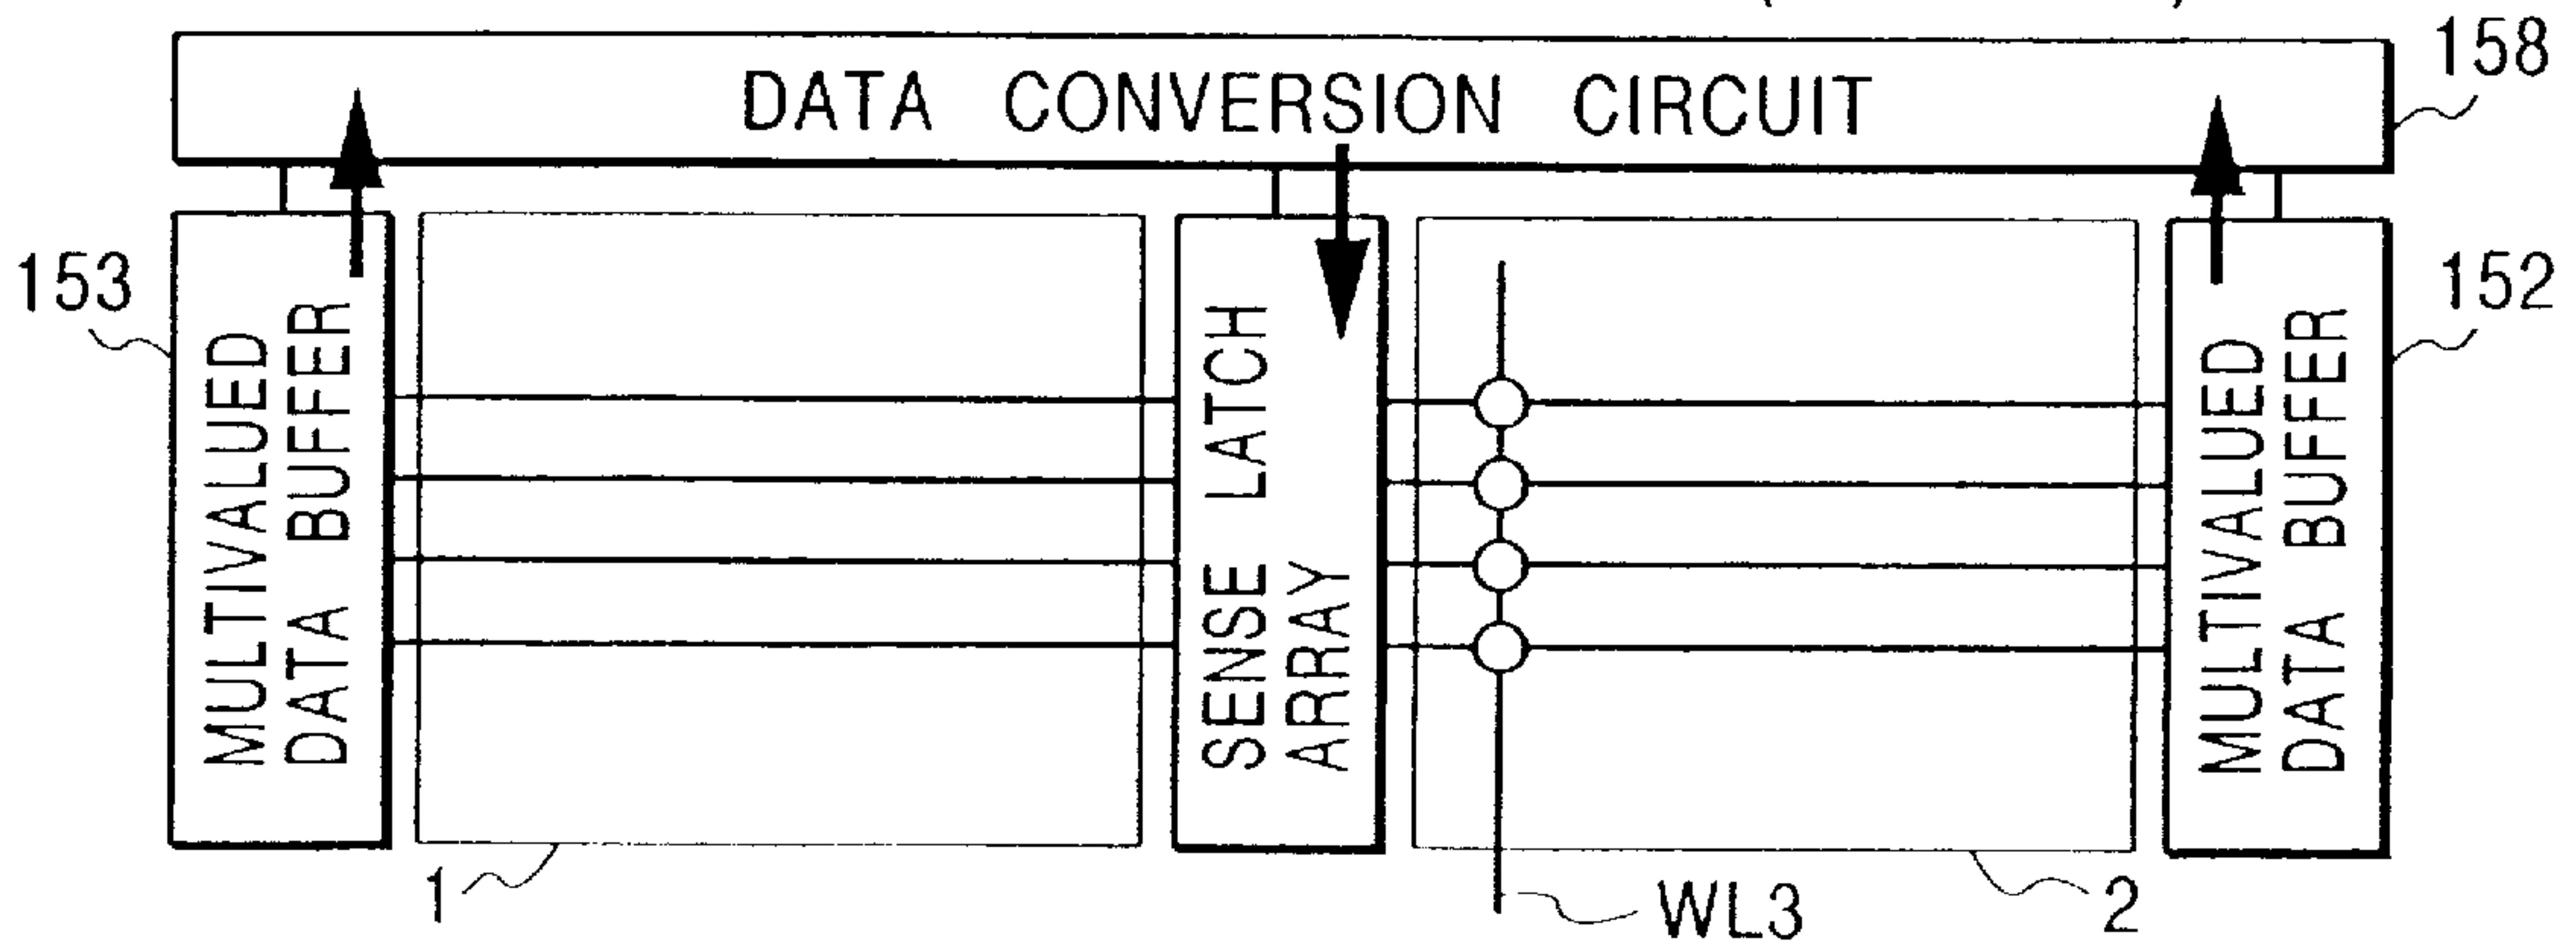 158
DATA CONVERSION CIRCUIT
153
152
MULTIVALUED
DATA BUFFER
SENSE LATCH
ARRAY
MULTIVALUED
DATA BUFFER
1
WL3
2